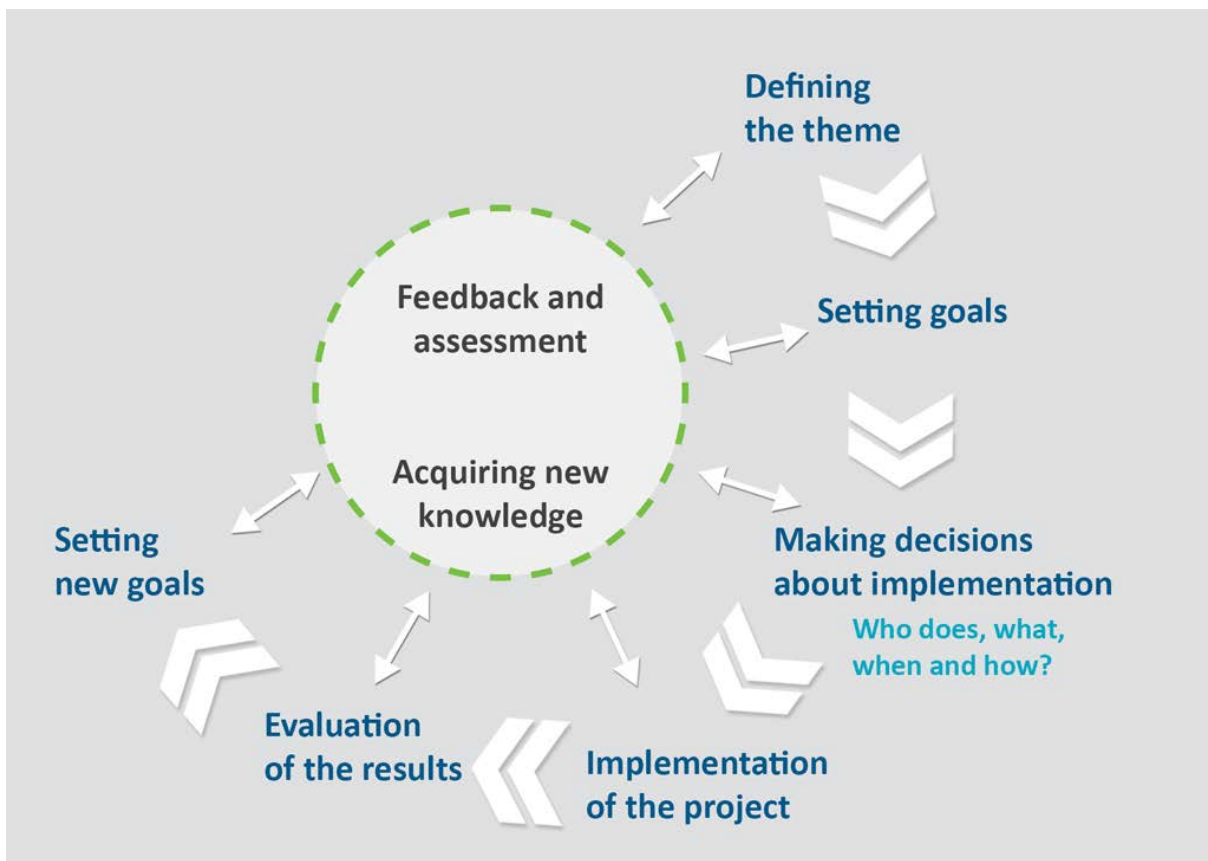 Defining
the theme
Feedback and
assessment
Setting goals
Acquiring new
knowledge
Setting
new goals
Making decisions
about implementation
Who does, what,
when and how?
Evaluation
of the results
Implementation
of the project